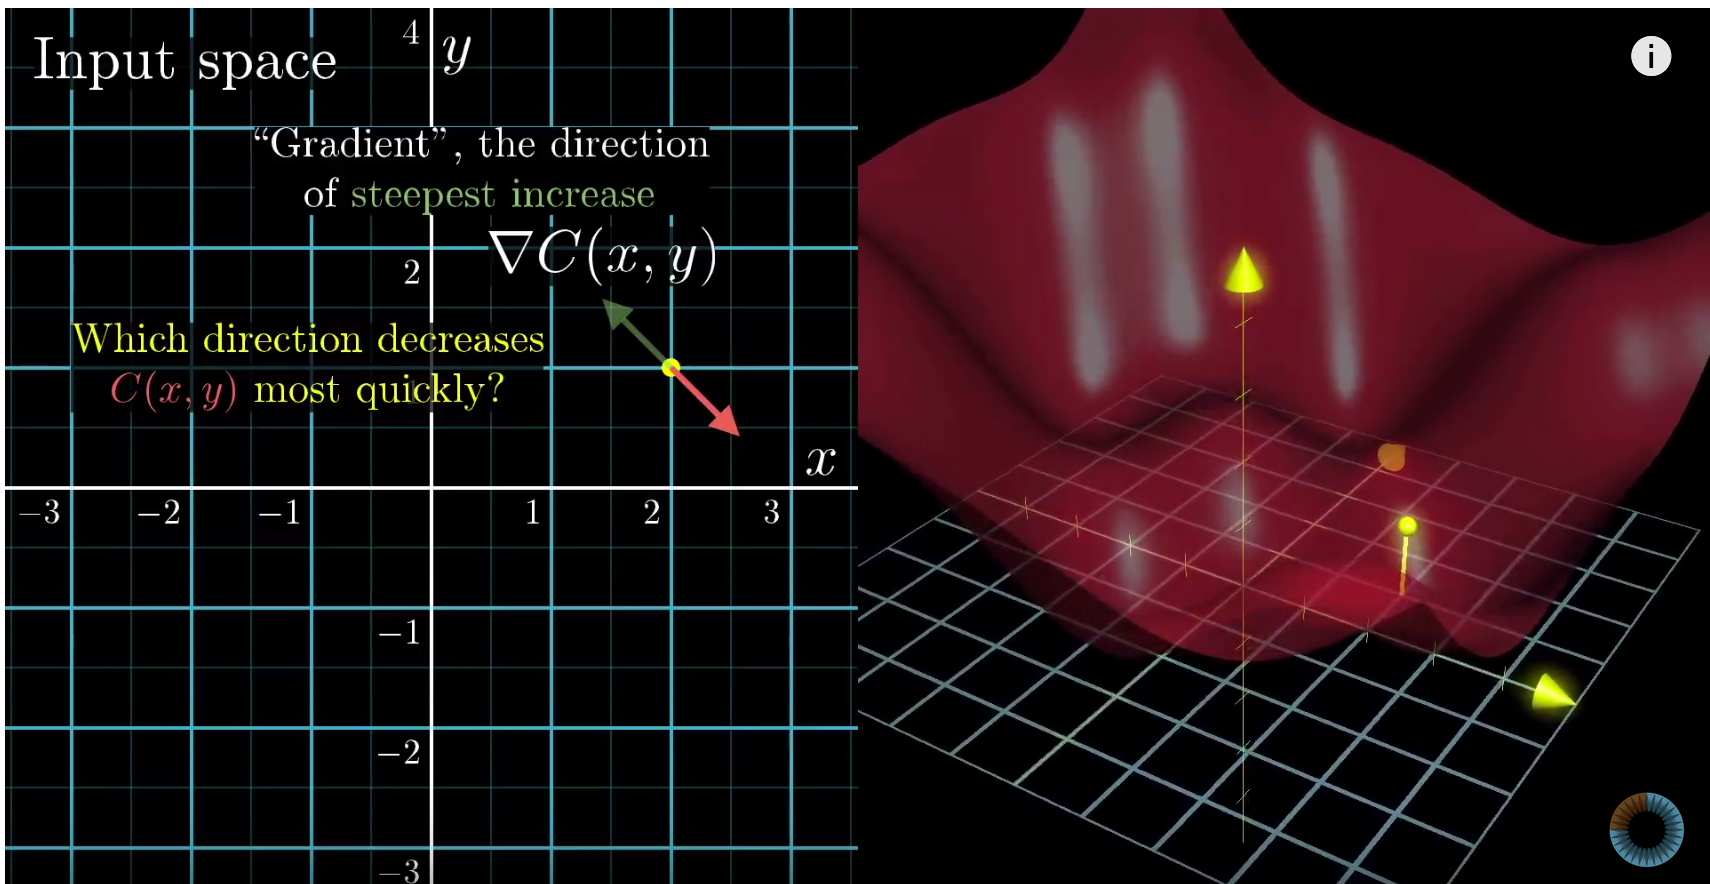 Input space
4 y
“Gradient”, the direction
of steepest increase
∇C(x, y)
2
Which direction decreases
C(x, y) most quickly?
x
−3 −2 −1 1 2 3
−1
−2
−3
i